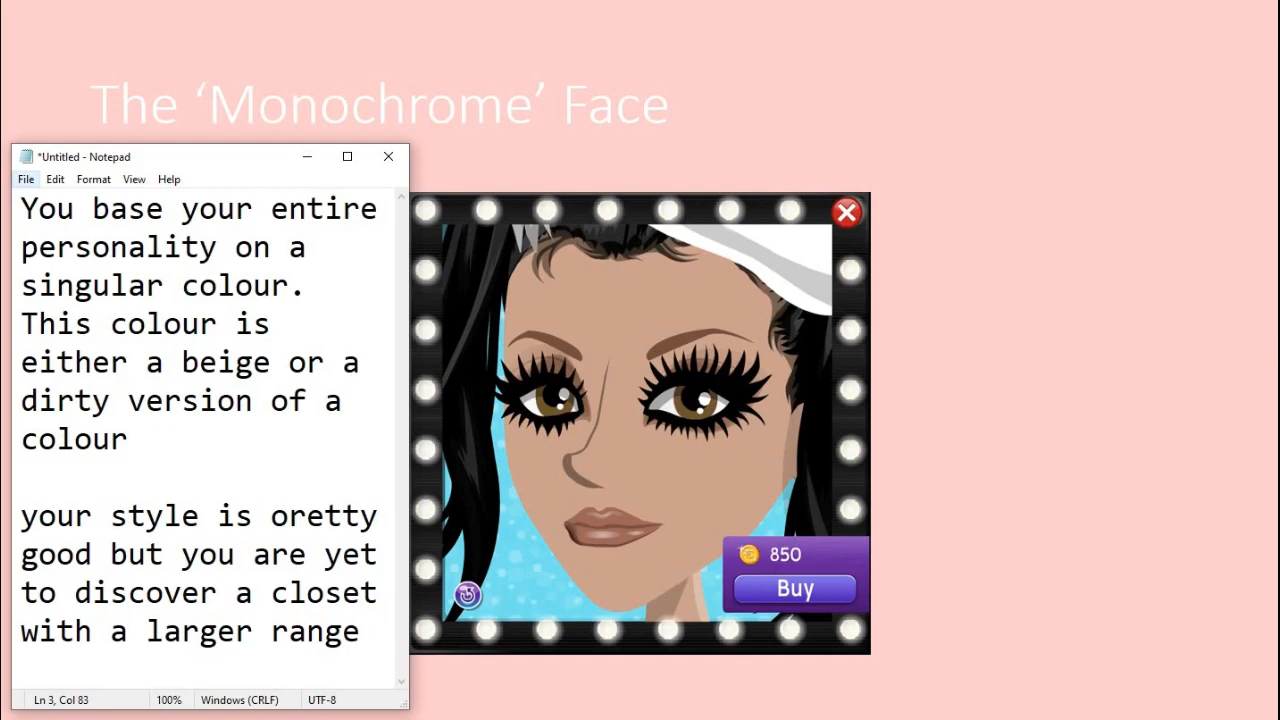 The ‘Monochrome’ Face
*Untitled - Notepad
File Edit Format View Help
You base your entire
personality on a
singular colour.
This colour is
either a beige or a
dirty version of a
colour
your style is oretty
good but you are yet
to discover a closet
with a larger range
Ln 3, Col 83 100% Windows (CRLF) UTF-8
850
Buy